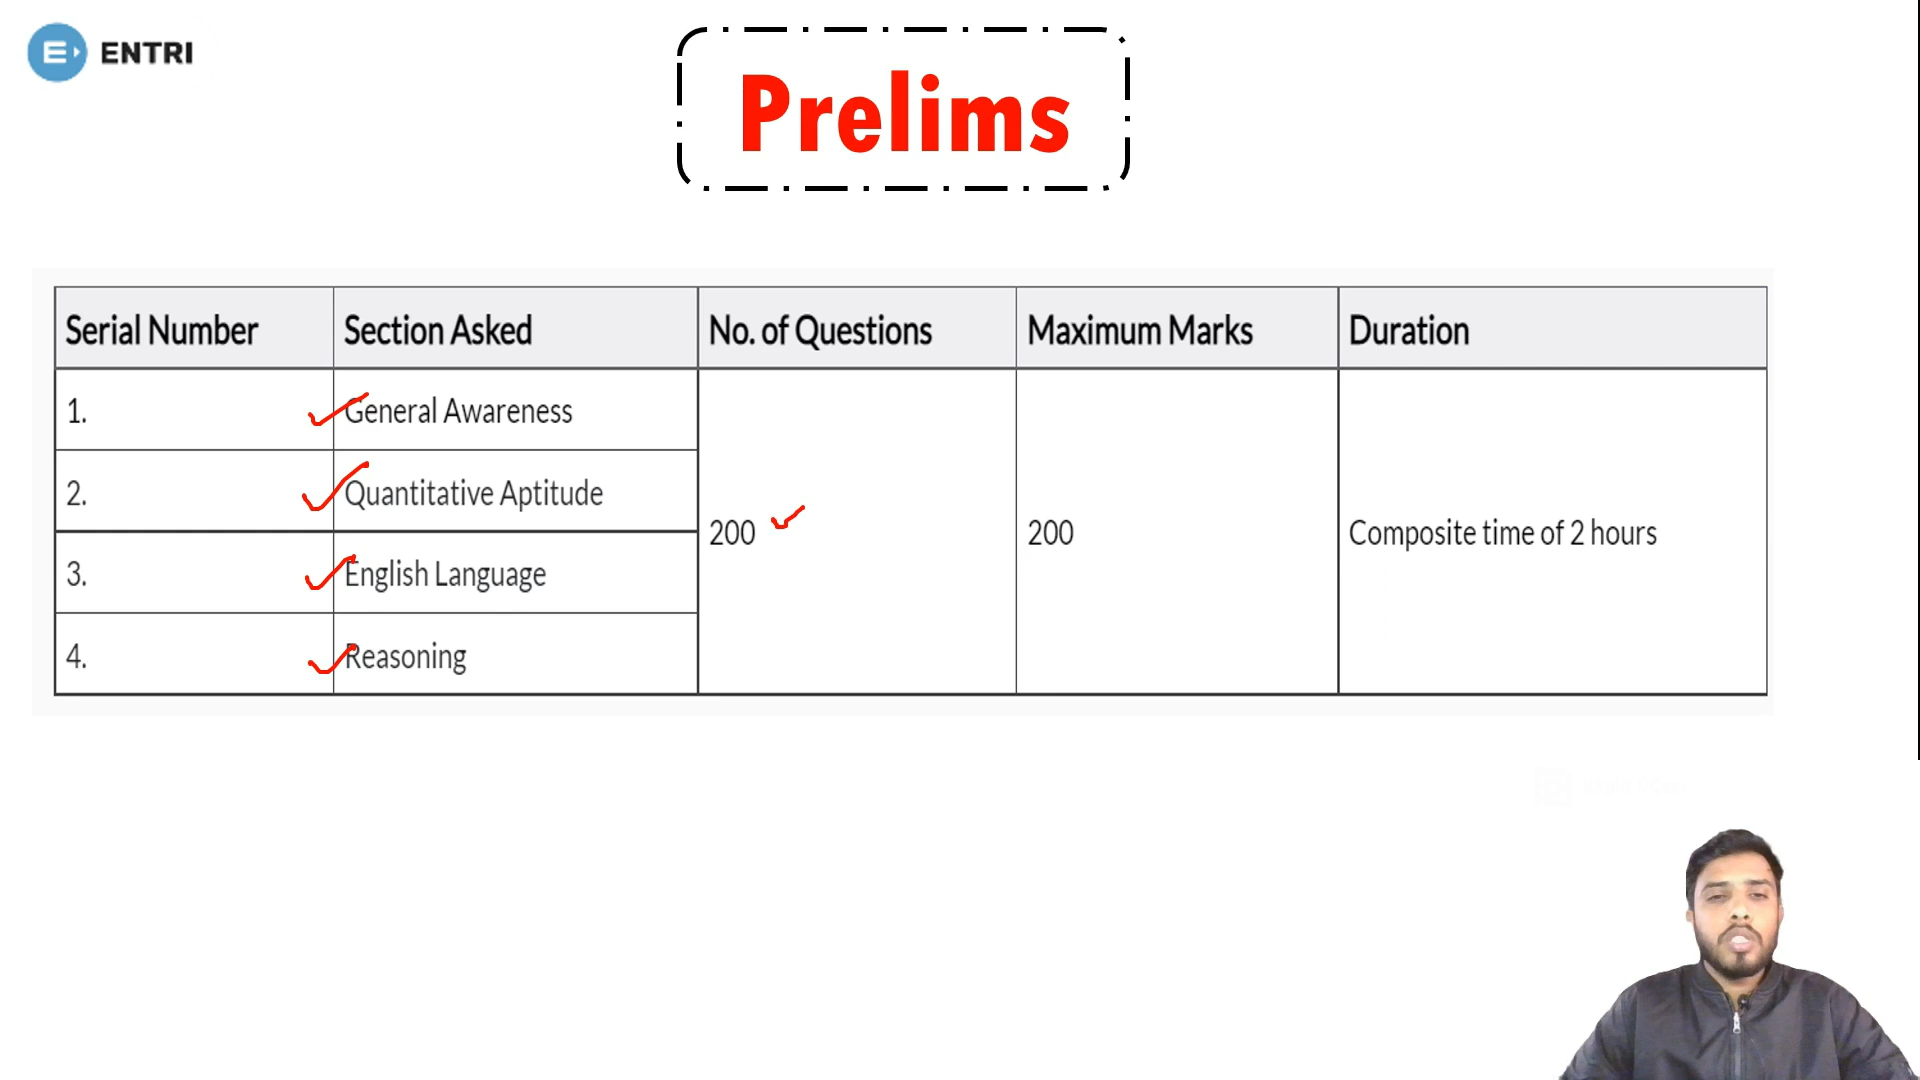 ENTRI
Prelims
Serial Number Section Asked No. of Questions Maximum Marks Duration
1. General Awareness
2. Quantitative Aptitude
200 200 Composite time of 2 hours
3. English Language
4. Reasoning